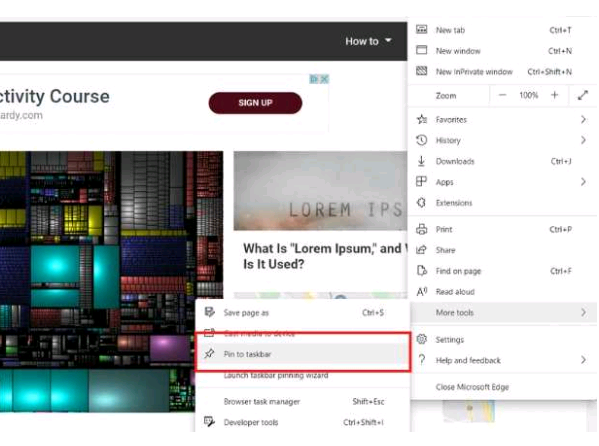 How to
ctivity Course
ardy.com
SIGN UP
LOREM IPS
What Is "Lorem Ipsum," and
Is It Used?
New tab Ctrl+T
New window Ctrl+N
New InPrivate window Ctrl+Shift+N
Zoom — 100% +
Favorites
History
Downloads Ctrl+J
Apps
Extensions
Print Ctrl+P
Share
Find on page Ctrl+F
Read aloud
More tools
Settings
Help and feedback
Close Microsoft Edge
Save page as Ctrl+S
Cast media to device
Pin to taskbar
Launch taskbar pinning wizard
Browser task manager Shift+Esc
Developer tools Ctrl+Shift+I